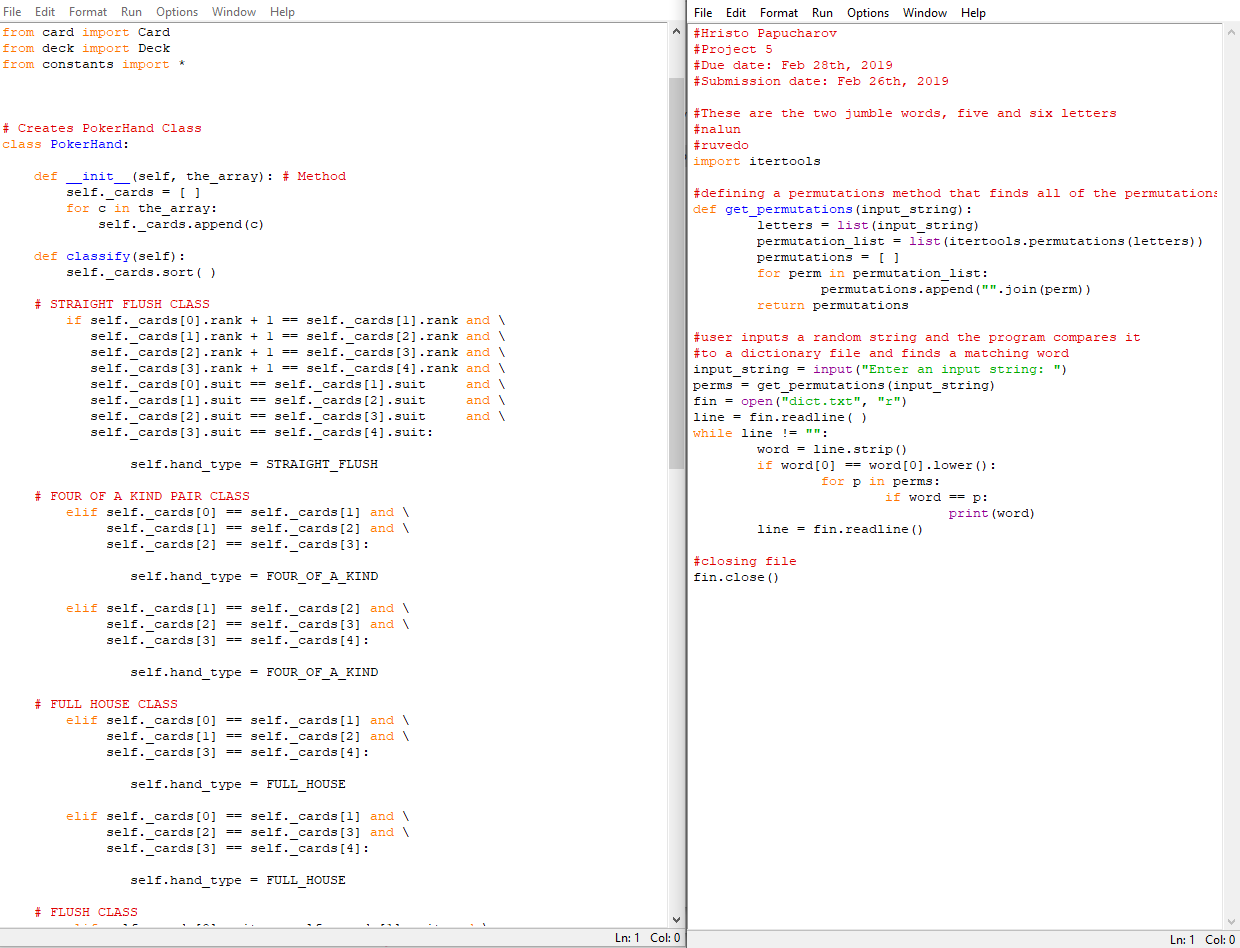 File Edit Format Run Options Window Help
from card import Card
from deck import Deck
from constants import *
# Creates PokerHand Class
class PokerHand:
    def __init__(self, the_array): # Method
        self._cards = [ ]
        for c in the_array:
            self._cards.append(c)
    def classify(self):
        self._cards.sort( )
    # STRAIGHT FLUSH CLASS
        if self._cards[0].rank + 1 == self._cards[1].rank and \
           self._cards[1].rank + 1 == self._cards[2].rank and \
           self._cards[2].rank + 1 == self._cards[3].rank and \
           self._cards[3].rank + 1 == self._cards[4].rank and \
           self._cards[0].suit == self._cards[1].suit     and \
           self._cards[1].suit == self._cards[2].suit     and \
           self._cards[2].suit == self._cards[3].suit     and \
           self._cards[3].suit == self._cards[4].suit:
                self.hand_type = STRAIGHT_FLUSH
    # FOUR OF A KIND PAIR CLASS
        elif self._cards[0] == self._cards[1] and \
             self._cards[1] == self._cards[2] and \
             self._cards[2] == self._cards[3]:
                self.hand_type = FOUR_OF_A_KIND
        elif self._cards[1] == self._cards[2] and \
             self._cards[2] == self._cards[3] and \
             self._cards[3] == self._cards[4]:
                self.hand_type = FOUR_OF_A_KIND
    # FULL HOUSE CLASS
        elif self._cards[0] == self._cards[1] and \
             self._cards[1] == self._cards[2] and \
             self._cards[3] == self._cards[4]:
                self.hand_type = FULL_HOUSE
        elif self._cards[0] == self._cards[1] and \
             self._cards[2] == self._cards[3] and \
             self._cards[3] == self._cards[4]:
                self.hand_type = FULL_HOUSE
    # FLUSH CLASS
Ln: 1 Col: 0
File Edit Format Run Options Window Help
#Hristo Papucharov
#Project 5
#Due date: Feb 28th, 2019
#Submission date: Feb 26th, 2019
#These are the two jumble words, five and six letters
#nalun
#ruvedo
import itertools
#defining a permutations method that finds all of the permutations
def get_permutations(input_string):
        letters = list(input_string)
        permutation_list = list(itertools.permutations(letters))
        permutations = [ ]
        for perm in permutation_list:
                permutations.append("".join(perm))
        return permutations
#user inputs a random string and the program compares it
#to a dictionary file and finds a matching word
input_string = input("Enter an input string: ")
perms = get_permutations(input_string)
fin = open("dict.txt", "r")
line = fin.readline( )
while line != "":
        word = line.strip()
        if word[0] == word[0].lower():
                for p in perms:
                        if word == p:
                                print(word)
        line = fin.readline()
#closing file
fin.close()
Ln: 1 Col: 0